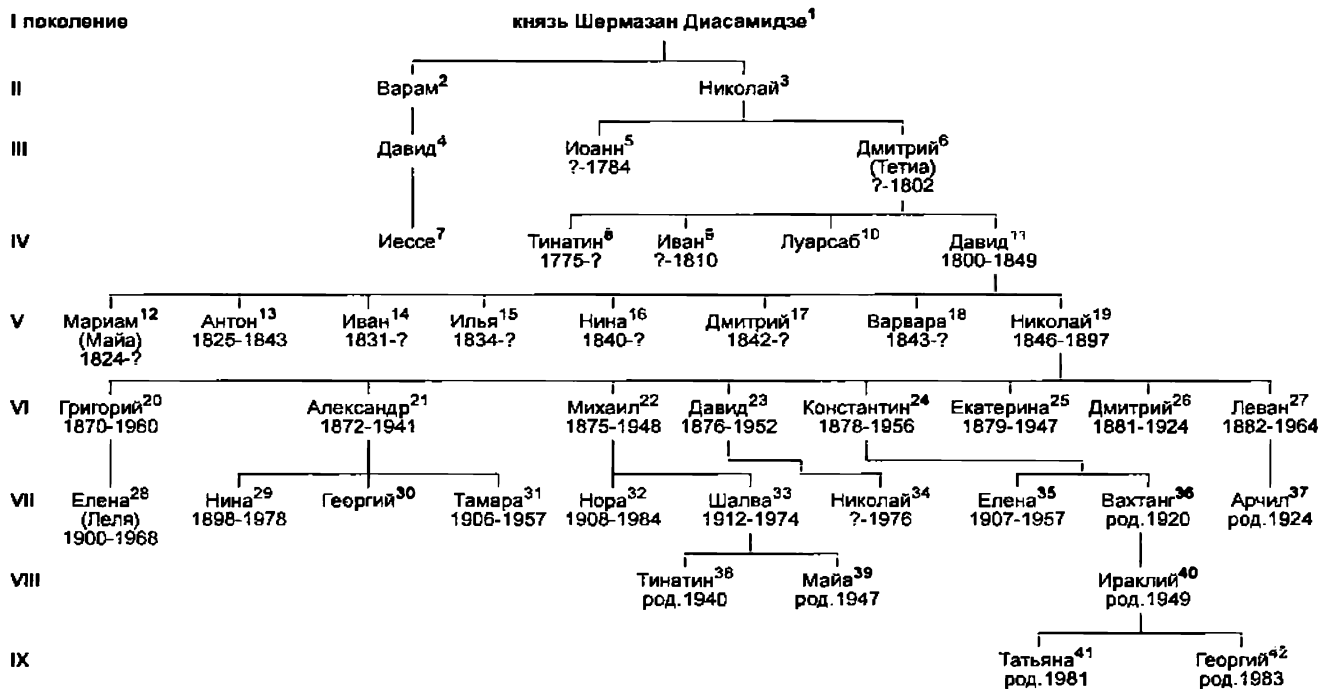 I поколение князь Шермазан Диасамидзе1
II Варам2 Николай3
III Давид4 Иоанн5 Дмитрий6
?-1784 (Тетиа)
?-1802
IV Иессе7 Тинатин8 Иван9 Луарсаб10 Давид11
1775-? ?-1810 1800-1849
V Мариам12 Антон13 Иван14 Илья15 Нина16 Дмитрий17 Варвара18 Николай19
(Майа) 1825-1843 1831-? 1834-? 1840-? 1842-? 1843-? 1846-1897
1824-?
VI Григорий20 Александр21 Михаил22 Давид23 Константин24 Екатерина25 Дмитрий26 Леван27
1870-1960 1872-1941 1875-1948 1876-1952 1878-1956 1879-1947 1881-1924 1882-1964
VII Елена28 Нина29 Георгий30 Тамара31 Нора32 Шалва33 Николай34 Елена35 Вахтанг36 Арчил37
(Леля) 1898-1978 1906-1957 1908-1984 1912-1974 ?-1976 1907-1957 род.1920 род.1924
1900-1968
VIII Тинатин38 Майа39 Ираклий40
род.1940 род.1947 род.1949
IX Татьяна41 Георгий42
род.1981 род.1983